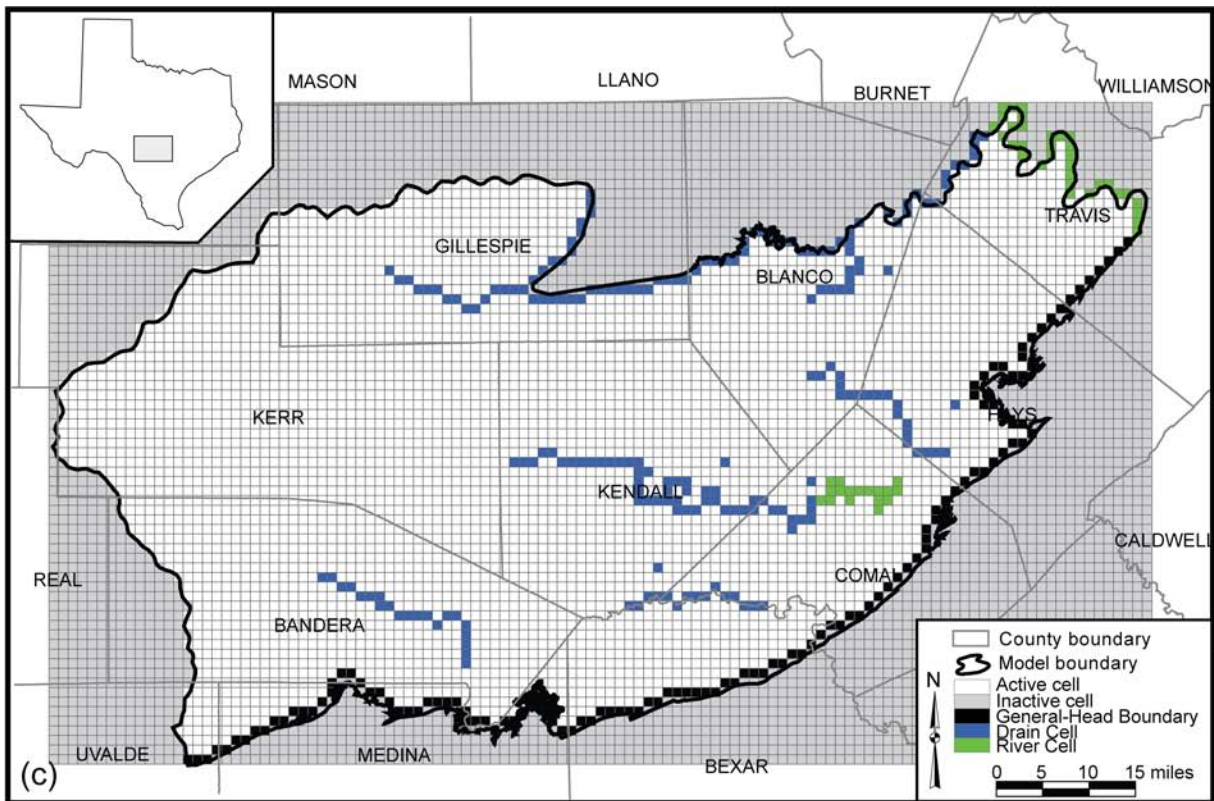 MASON
LLANO
BURNET
WILLIAMSON
GILLESPIE
TRAVIS
BLANCO
KERR
HAYS
KENDALL
CALDWELL
REAL
COMAL
BANDERA
UVALDE
MEDINA
BEXAR
(c)
N
County boundary
Model boundary
Active cell
Inactive cell
General-Head Boundary
Drain Cell
River Cell
0 5 10 15 miles